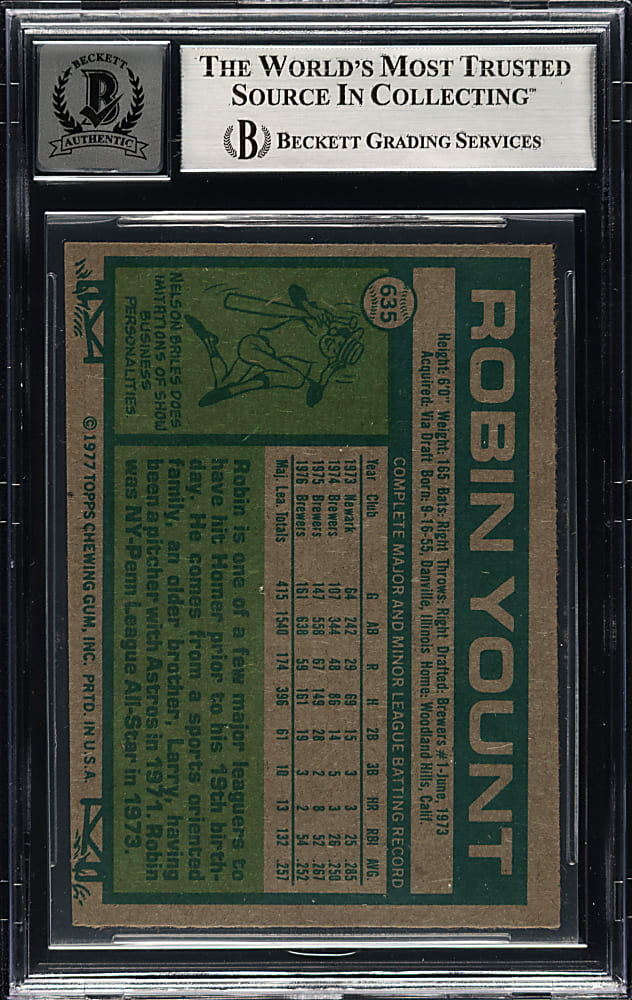 BECKETT
B
AUTHENTIC
THE WORLD'S MOST TRUSTED
SOURCE IN COLLECTING™
B BECKETT GRADING SERVICES
ROBIN YOUNT
635
Height: 6'0" Weight: 165 Bats: Right Throws: Right Drafted: Brewers #1-June, 1973
Acquired: Via Draft Born: 9-16-55, Danville, Illinois Home: Woodland Hills, Calif.
COMPLETE MAJOR AND MINOR LEAGUE BATTING RECORD
Year Club G AB R H 2B 3B HR RBI AVG.
1973 Newark 64 242 29 69 15 3 3 25 .285
1974 Brewers 107 344 48 86 14 5 3 26 .250
1975 Brewers 147 558 67 149 28 2 8 52 .267
1976 Brewers 161 638 59 161 19 3 2 54 .252
Maj. Lea. Totals 415 1540 174 396 61 10 13 132 .257
NELSON BRILES DOES
IMITATIONS OF SHOW
BUSINESS
PERSONALITIES.
Robin is one of a few major leaguers to
have hit Homer prior to his 19th birth-
day. He comes from a sports oriented
family, an older brother, Larry, having
been a pitcher with Astros in 1971. Robin
was NY-Penn League All-Star in 1973.
©1977 TOPPS CHEWING GUM, INC. PRTD. IN U.S.A.